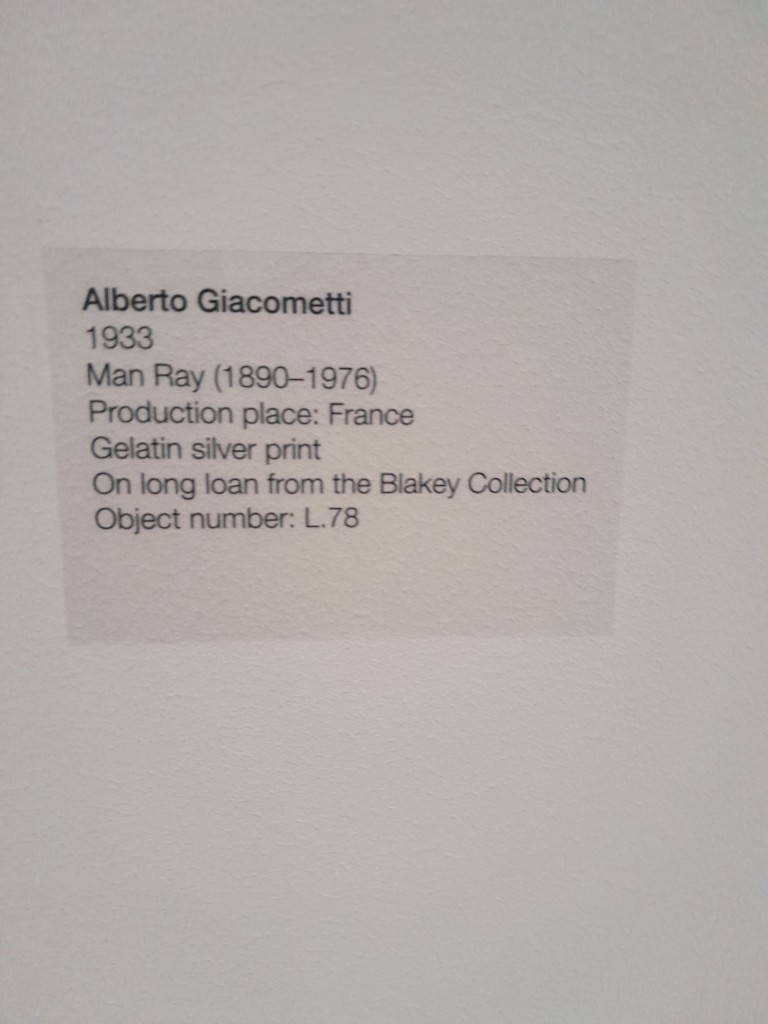 Alberto Giacometti
1933
Man Ray (1890–1976)
Production place: France
Gelatin silver print
On long loan from the Blakey Collection
Object number: L.78